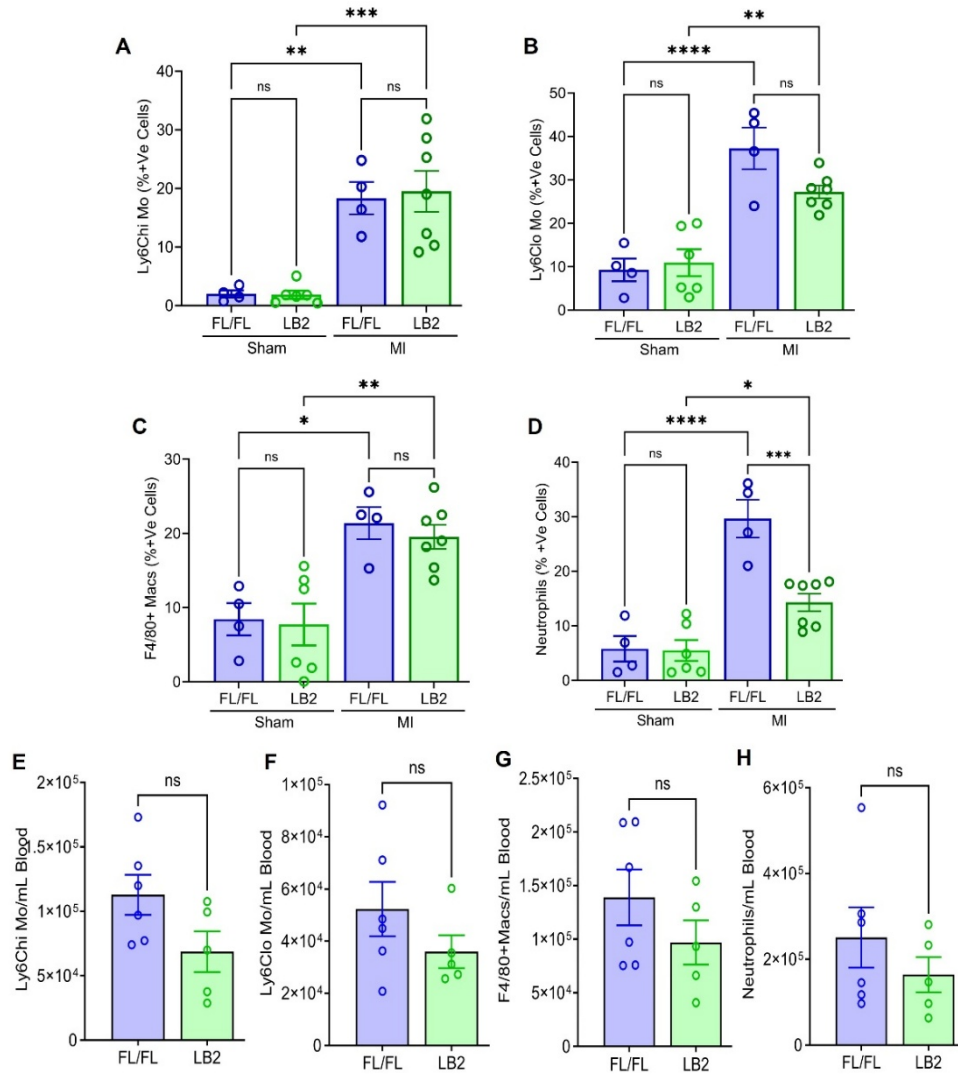 A
Ly6Chi Mo (%+Ve Cells)
40
30
20
10
0
** ***
ns ns
FL/FL LB2 FL/FL LB2
Sham MI
B
Ly6Clo Mo (%+Ve Cells)
50
40
30
20
10
0
**** **
ns ns
FL/FL LB2 FL/FL LB2
Sham MI
C
F4/80+ Macs (%+Ve Cells)
30
20
10
0
* **
ns ns
FL/FL LB2 FL/FL LB2
Sham MI
D
Neutrophils (% +Ve Cells)
40
30
20
10
0
**** *
ns ***
FL/FL LB2 FL/FL LB2
Sham MI
E
Ly6Chi Mo/mL Blood
2×10⁵
1.5×10⁵
1×10⁵
5×10⁴
0
ns
FL/FL LB2
F
Ly6Clo Mo/mL Blood
1×10⁵
8×10⁴
6×10⁴
4×10⁴
2×10⁴
0
ns
FL/FL LB2
G
F4/80+Macs/mL Blood
2.5×10⁵
2×10⁵
1.5×10⁵
1×10⁵
5×10⁴
0
ns
FL/FL LB2
H
Neutrophils/mL Blood
6×10⁵
4×10⁵
2×10⁵
0
ns
FL/FL LB2